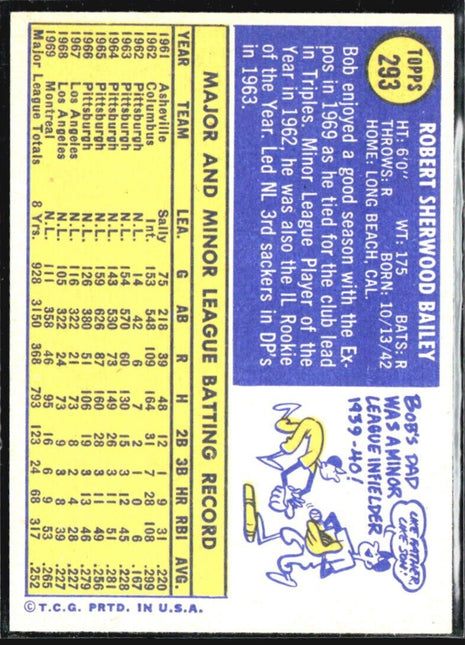 TOPPS
293
ROBERT SHERWOOD BAILEY
HT: 6'0" WT: 175 BATS: R
THROWS: R BORN: 10/13/42
HOME: LONG BEACH, CAL.
Bob enjoyed a good season with the Ex-
pos in 1969 as he tied for the club lead
in Triples. Minor League Player of the
Year in 1962, he was also the IL Rookie
of the Year. Led NL 3rd sackers in DP's
in 1963.
BOB'S DAD
WAS A MINOR
LEAGUE INFIELDER
1939-40!
LIKE FATHER,
LIKE SON!
MAJOR AND MINOR LEAGUE BATTING RECORD
YEAR TEAM LEA. G AB R H 2B 3B HR RBI AVG.
1961 Asheville Sally 75 218 39 48 12 1 9 31 .220
1962 Columbus Int. 153 548 109 164 31 7 28 108 .299
1962 Pittsburgh N.L. 14 42 6 7 2 1 0 6 .167
1963 Pittsburgh N.L. 154 570 60 130 15 3 12 45 .228
1964 Pittsburgh N.L. 143 530 73 149 26 3 11 51 .281
1965 Pittsburgh N.L. 159 626 87 160 28 3 11 49 .256
1966 Pittsburgh N.L. 126 380 51 106 19 3 13 46 .279
1967 Los Angeles N.L. 116 322 21 73 8 2 4 28 .227
1968 Los Angeles N.L. 105 322 24 73 9 3 8 39 .227
1969 Montreal N.L. 111 358 46 95 16 6 9 53 .265
Major League Totals 8 Yrs. 928 3150 368 793 123 24 68 317 .252
© T.C.G. PRTD. IN U.S.A.